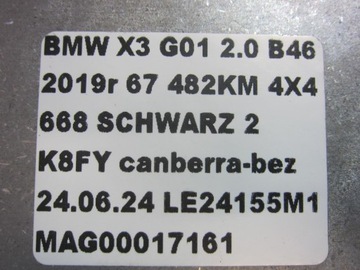 BMW X3 G01 2.0 B46
2019r 67 482KM 4X4
668 SCHWARZ 2
K8FY canberra-bez
24.06.24 LE24155M1
MAG00017161